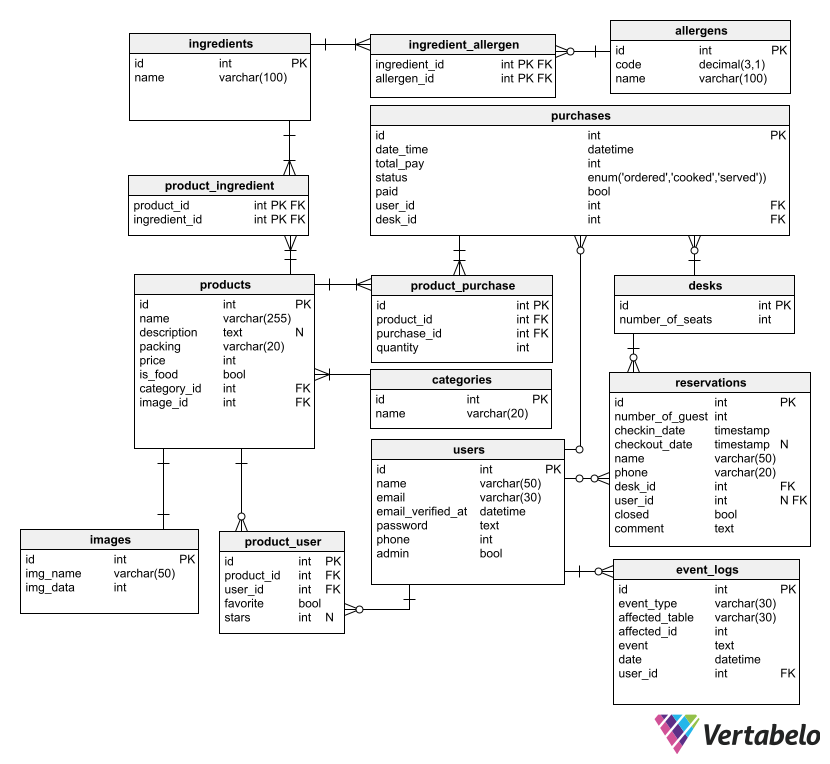 ingredients
id int PK
name varchar(100)
ingredient_allergen
ingredient_id int PK FK
allergen_id int PK FK
allergens
id int PK
code decimal(3,1)
name varchar(100)
purchases
id int PK
date_time datetime
total_pay int
status enum('ordered','cooked','served'))
paid bool
user_id int FK
desk_id int FK
product_ingredient
product_id int PK FK
ingredient_id int PK FK
products
id int PK
name varchar(255)
description text N
packing varchar(20)
price int
is_food bool
category_id int FK
image_id int FK
product_purchase
id int PK
product_id int FK
purchase_id int FK
quantity int
desks
id int PK
number_of_seats int
categories
id int PK
name varchar(20)
reservations
id int PK
number_of_guest int
checkin_date timestamp
checkout_date timestamp N
name varchar(50)
phone varchar(20)
desk_id int FK
user_id int N FK
closed bool
comment text
users
id int PK
name varchar(50)
email varchar(30)
email_verified_at datetime
password text
phone int
admin bool
images
id int PK
img_name varchar(50)
img_data int
product_user
id int PK
product_id int FK
user_id int FK
favorite bool
stars int N
event_logs
id int PK
event_type varchar(30)
affected_table varchar(30)
affected_id int
event text
date datetime
user_id int FK
Vertabelo